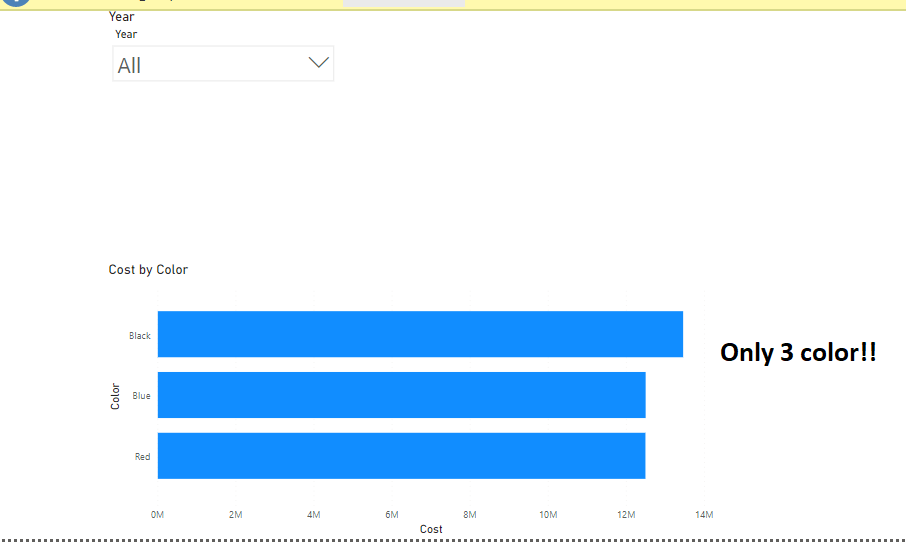 Year
Year
All
Cost by Color
Black
Only 3 color!!
Color
Blue
Red
0M 2M 4M 6M 8M 10M 12M 14M
Cost